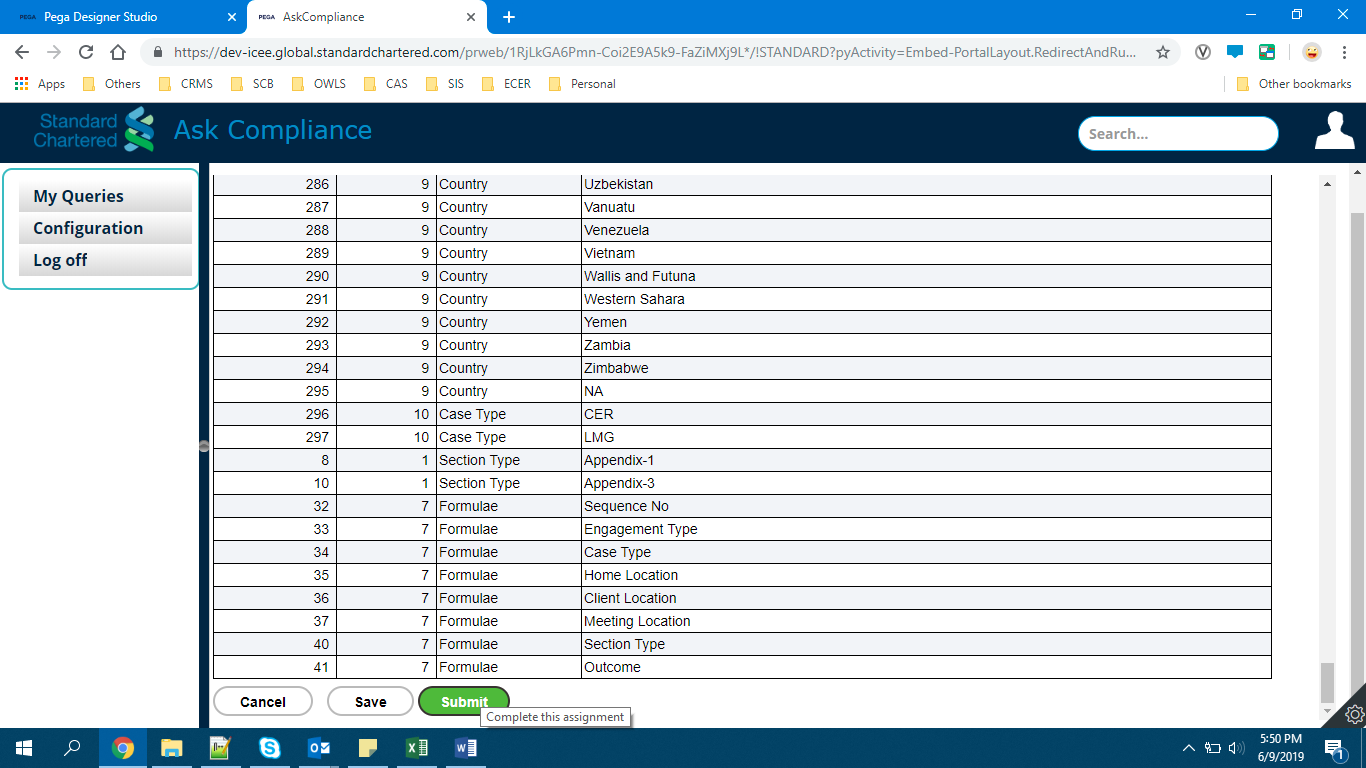 PEGA Pega Designer Studio
PEGA AskCompliance
https://dev-icee.global.standardchartered.com/prweb/1RjLkGA6Pmn-Coi2E9A5k9-FaZiMXj9L*/!STANDARD?pyActivity=Embed-PortalLayout.RedirectAndRu...
Apps Others CRMS SCB OWLS CAS SIS ECER Personal Other bookmarks
Standard
Chartered
Ask Compliance
Search...
My Queries
Configuration
Log off
286 9 Country Uzbekistan
287 9 Country Vanuatu
288 9 Country Venezuela
289 9 Country Vietnam
290 9 Country Wallis and Futuna
291 9 Country Western Sahara
292 9 Country Yemen
293 9 Country Zambia
294 9 Country Zimbabwe
295 9 Country NA
296 10 Case Type CER
297 10 Case Type LMG
8 1 Section Type Appendix-1
10 1 Section Type Appendix-3
32 7 Formulae Sequence No
33 7 Formulae Engagement Type
34 7 Formulae Case Type
35 7 Formulae Home Location
36 7 Formulae Client Location
37 7 Formulae Meeting Location
40 7 Formulae Section Type
41 7 Formulae Outcome
Cancel Save Submit
Complete this assignment
5:50 PM
6/9/2019
1